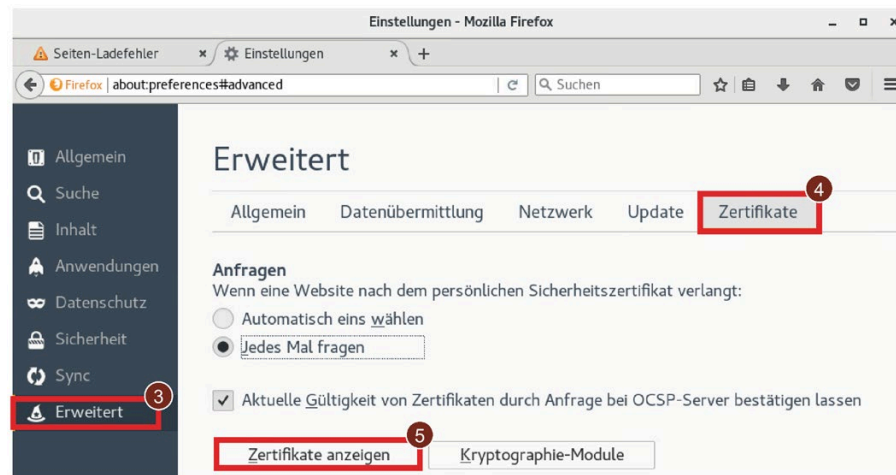 Einstellungen - Mozilla Firefox
Seiten-Ladefehler
Einstellungen
Firefox about:preferences#advanced
Suchen
Allgemein
Suche
Inhalt
Anwendungen
Datenschutz
Sicherheit
Sync
3
Erweitert
Erweitert
4
Allgemein Datenübermittlung Netzwerk Update Zertifikate
Anfragen
Wenn eine Website nach dem persönlichen Sicherheitszertifikat verlangt:
Automatisch eins wählen
Jedes Mal fragen
Aktuelle Gültigkeit von Zertifikaten durch Anfrage bei OCSP-Server bestätigen lassen
5
Zertifikate anzeigen Kryptographie-Module